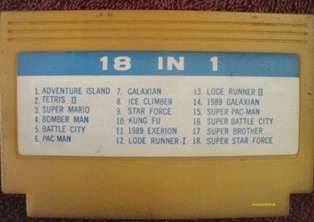 18 IN 1
1. ADVENTURE ISLAND
2. TETRIS II
3. SUPER MARIO
4. BOMBER MAN
5. BATTLE CITY
6. PAC-MAN
7. GALAXIAN
8. ICE CLIMBER
9. STAR FORCE
10. KUNG FU
11. 1989 EXERION
12. LODE RUNNER-I
13. LODE RUNNER II
14. 1989 GALAXIAN
15. SUPER PAC-MAN
16. SUPER BATTLE CITY
17. SUPER BROTHER
18. SUPER STAR FORCE